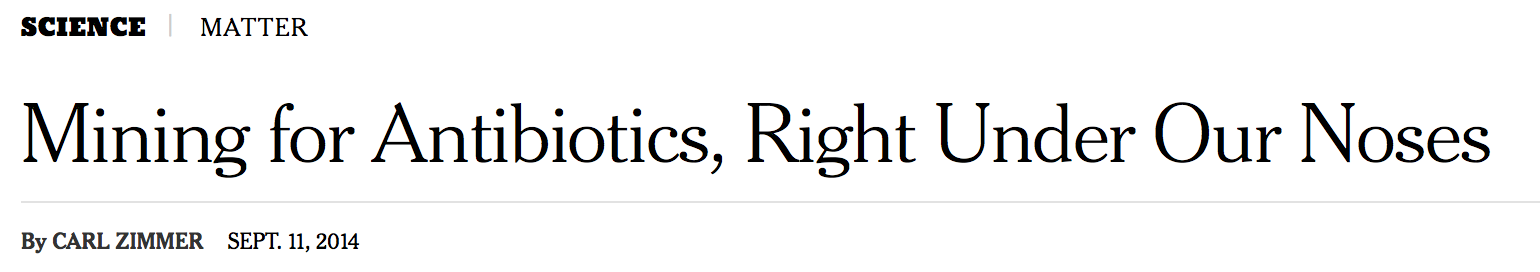 SCIENCE | MATTER
Mining for Antibiotics, Right Under Our Noses
By CARL ZIMMER SEPT. 11, 2014